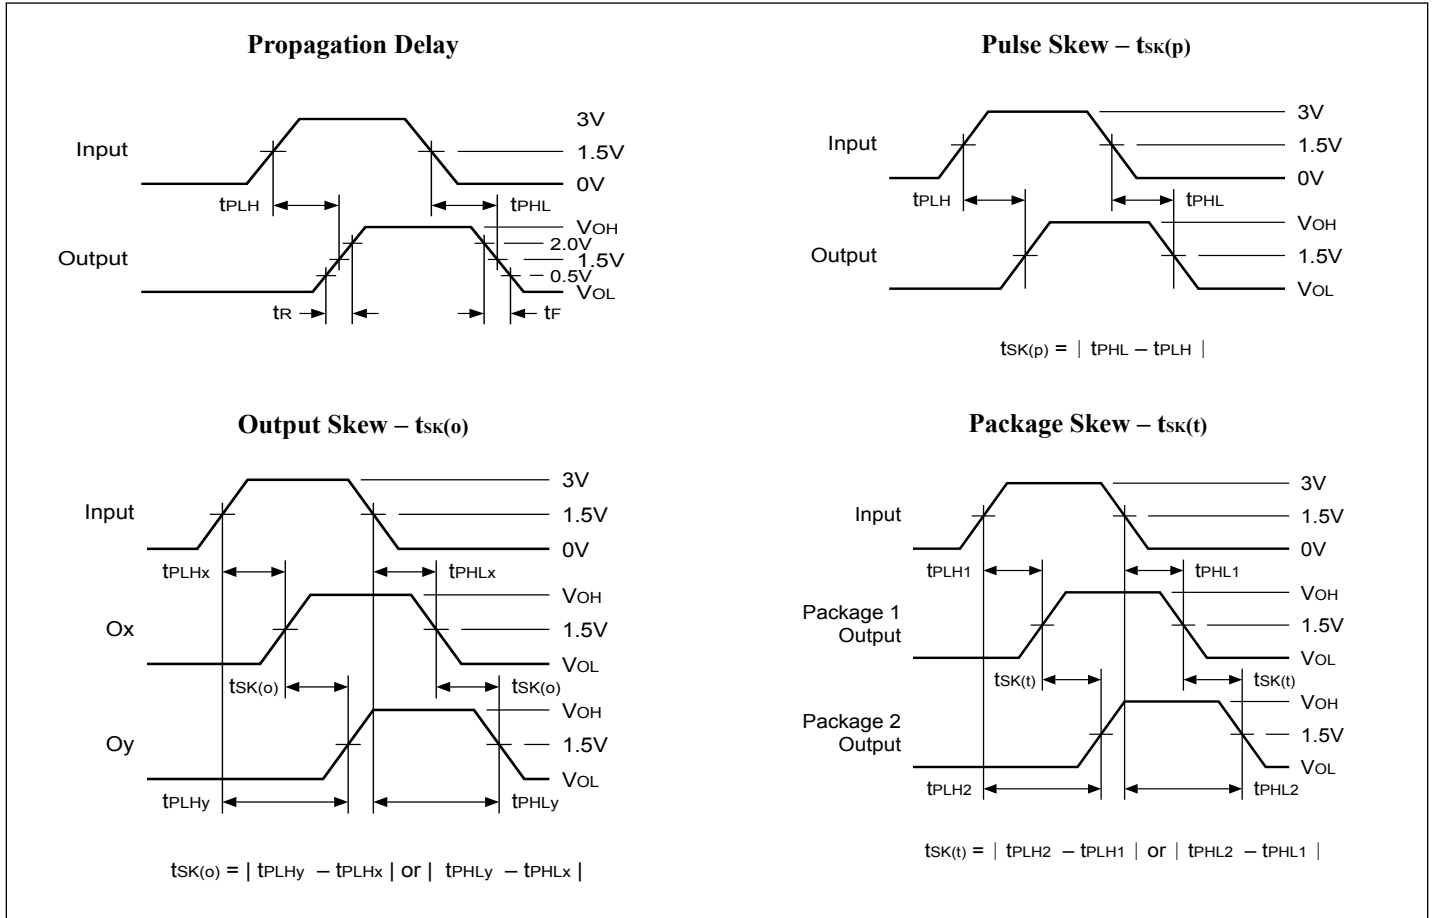 Propagation Delay
Input
3V
1.5V
0V
tPLH
tPHL
Output
VOH
2.0V
1.5V
0.5V
VOL
tR
tF
Pulse Skew – tSK(p)
Input
3V
1.5V
0V
tPLH
tPHL
Output
VOH
1.5V
VOL
tSK(p) = | tPHL – tPLH |
Output Skew – tSK(o)
Input
3V
1.5V
0V
tPLHx
tPHLx
Ox
VOH
1.5V
VOL
tSK(o)
tSK(o)
Oy
VOH
1.5V
VOL
tPLHy
tPHLy
tSK(o) = | tPLHy – tPLHx | or | tPHLy – tPHLx |
Package Skew – tSK(t)
Input
3V
1.5V
0V
tPLH1
tPHL1
Package 1
Output
VOH
1.5V
VOL
tSK(t)
tSK(t)
Package 2
Output
VOH
1.5V
VOL
tPLH2
tPHL2
tSK(t) = | tPLH2 – tPLH1 | or | tPHL2 – tPHL1 |